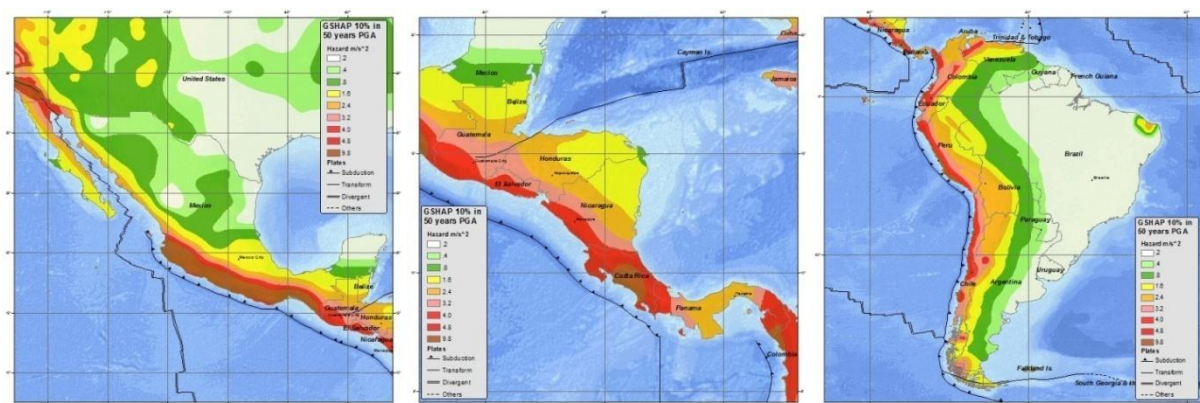 GSHAP 10% in
50 years PGA
Hazard m/s^2
.2
.4
.8
1.6
2.4
3.2
4.0
4.8
9.8
Plates
Subduction
Transform
Divergent
Others
United States
Mexico
Mexico City
Belize
Guatemala
Honduras
El Salvador
Nicaragua
Cuba
Cayman Is.
Jamaica
Mexico
Belize
Guatemala
Guatemala City
Honduras
El Salvador
Nicaragua
Costa Rica
Panama
Colombia
GSHAP 10% in
50 years PGA
Hazard m/s^2
.2
.4
.8
1.6
2.4
3.2
4.0
4.8
9.8
Plates
Subduction
Transform
Divergent
Others
Nicaragua
Aruba
Trinidad & Tobago
Panama
Venezuela
Guyana
French Guiana
Colombia
Ecuador
Peru
Brazil
Bolivia
Paraguay
Uruguay
Chile
Argentina
Falkland Is.
South Georgia & th
GSHAP 10% in
50 years PGA
Hazard m/s^2
.2
.4
.8
1.6
2.4
3.2
4.0
4.8
9.8
Plates
Subduction
Transform
Divergent
Others